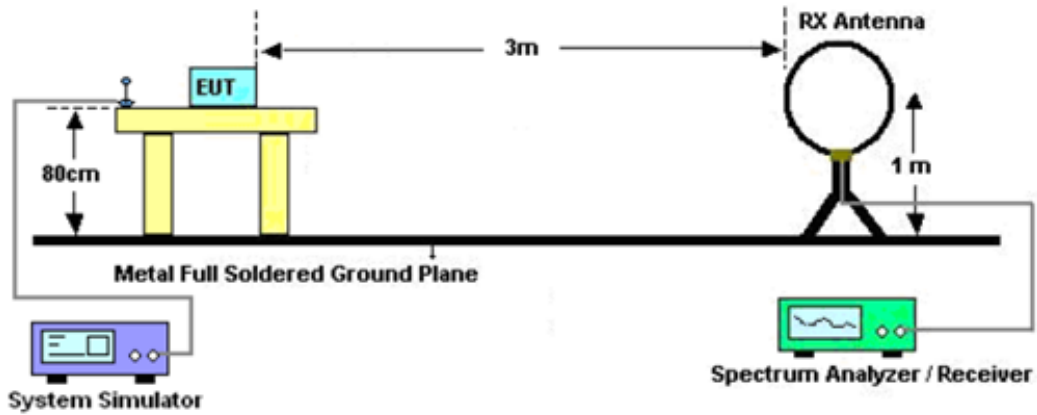 RX Antenna
3m
EUT
80cm
1 m
Metal Full Soldered Ground Plane
System Simulator
Spectrum Analyzer / Receiver